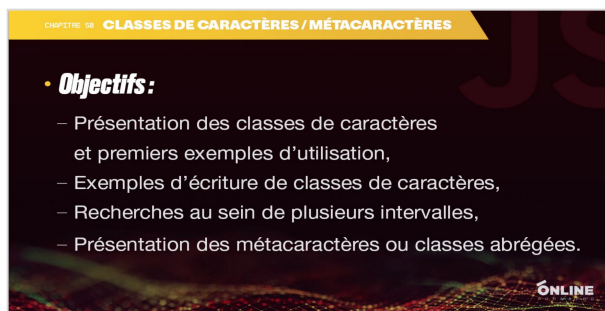 CHAPITRE 50 CLASSES DE CARACTÈRES / MÉTACARACTÈRES
JS
• Objectifs :
– Présentation des classes de caractères
et premiers exemples d’utilisation,
– Exemples d’écriture de classes de caractères,
– Recherches au sein de plusieurs intervalles,
– Présentation des métacaractères ou classes abrégées.
ONLINE